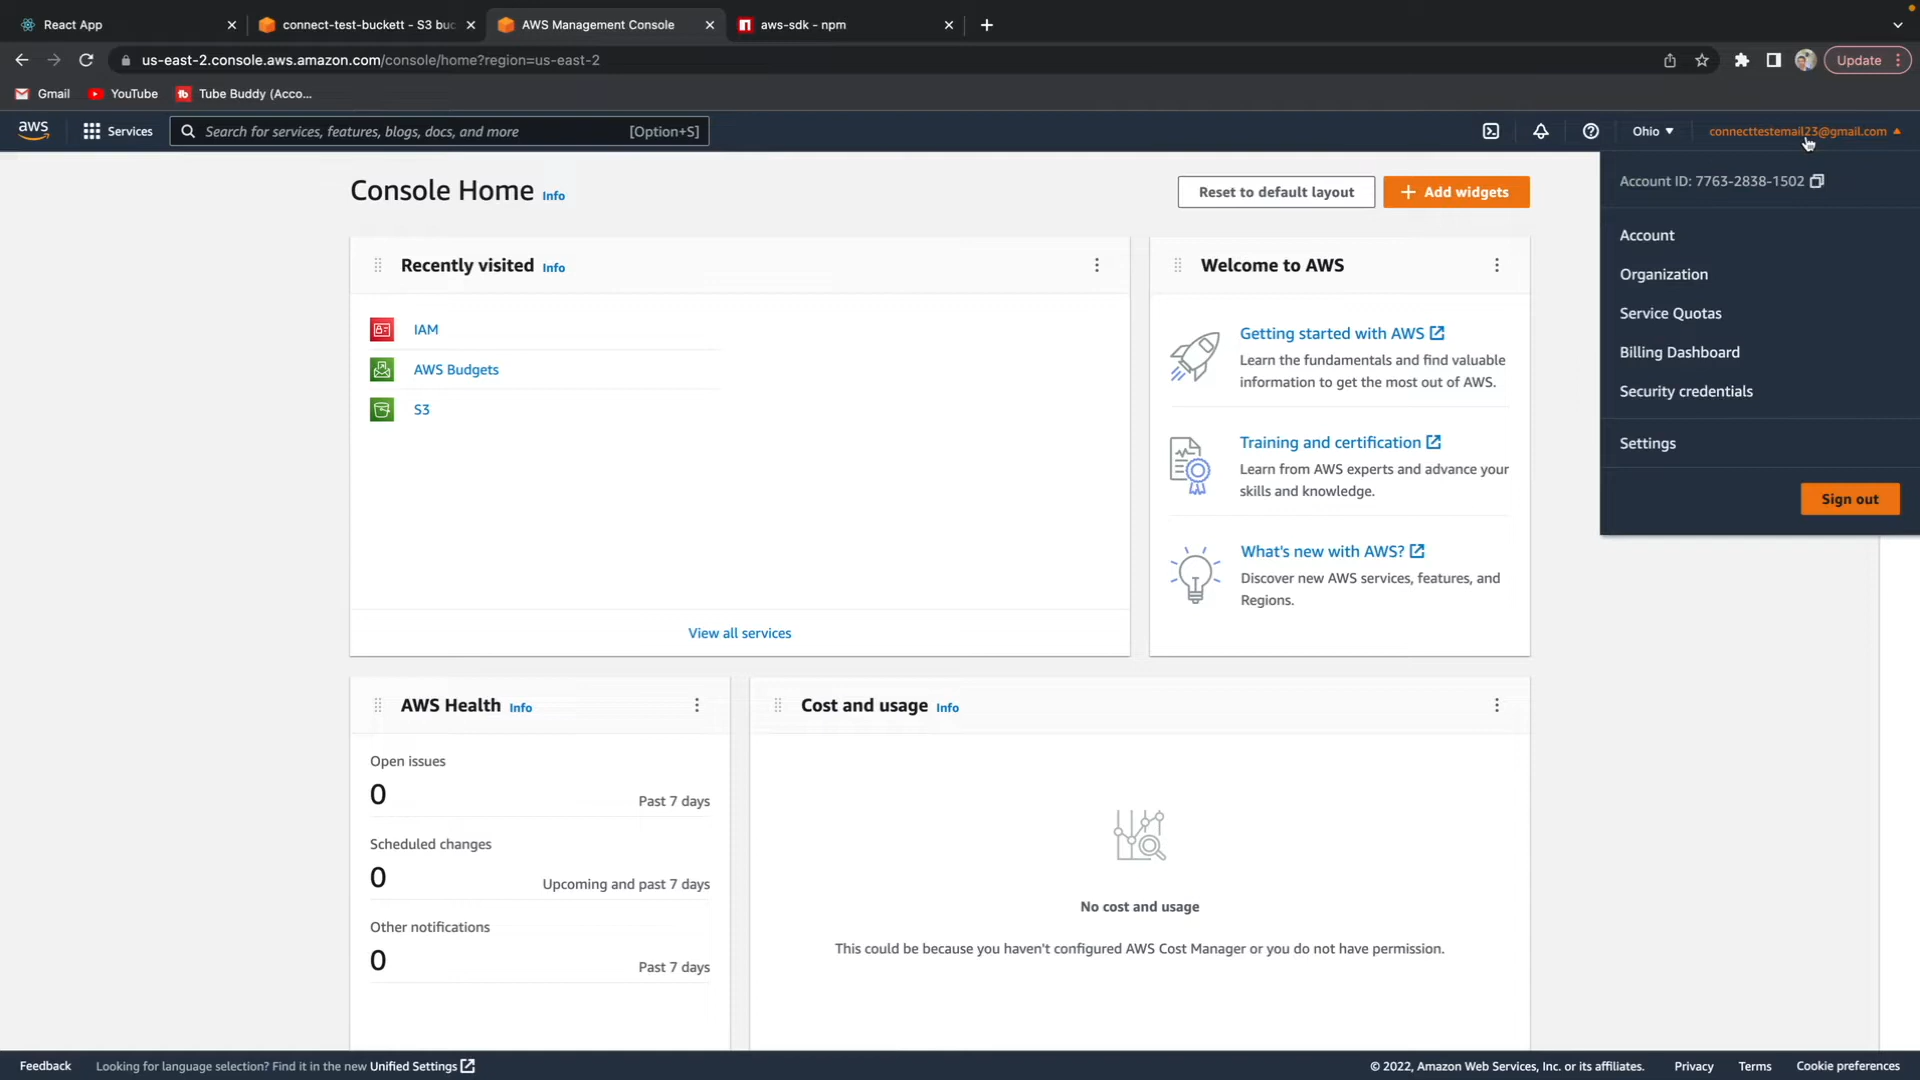 React App
connect-test-buckett - S3 buc
AWS Management Console
aws-sdk - npm
us-east-2.console.aws.amazon.com/console/home?region=us-east-2
Update
Gmail
YouTube
Tube Buddy (Acco...
aws
Services
Search for services, features, blogs, docs, and more
[Option+S]
Ohio
connecttestemail23@gmail.com
Account ID: 7763-2838-1502
Account
Organization
Service Quotas
Billing Dashboard
Security credentials
Settings
Sign out
Console Home Info
Reset to default layout
Add widgets
Recently visited Info
IAM
AWS Budgets
S3
View all services
Welcome to AWS
Getting started with AWS
Learn the fundamentals and find valuable
information to get the most out of AWS.
Training and certification
Learn from AWS experts and advance your
skills and knowledge.
What's new with AWS?
Discover new AWS services, features, and
Regions.
AWS Health Info
Open issues
0
Past 7 days
Scheduled changes
0
Upcoming and past 7 days
Other notifications
0
Past 7 days
Cost and usage Info
No cost and usage
This could be because you haven't configured AWS Cost Manager or you do not have permission.
Feedback
Looking for language selection? Find it in the new Unified Settings
© 2022, Amazon Web Services, Inc. or its affiliates.
Privacy
Terms
Cookie preferences